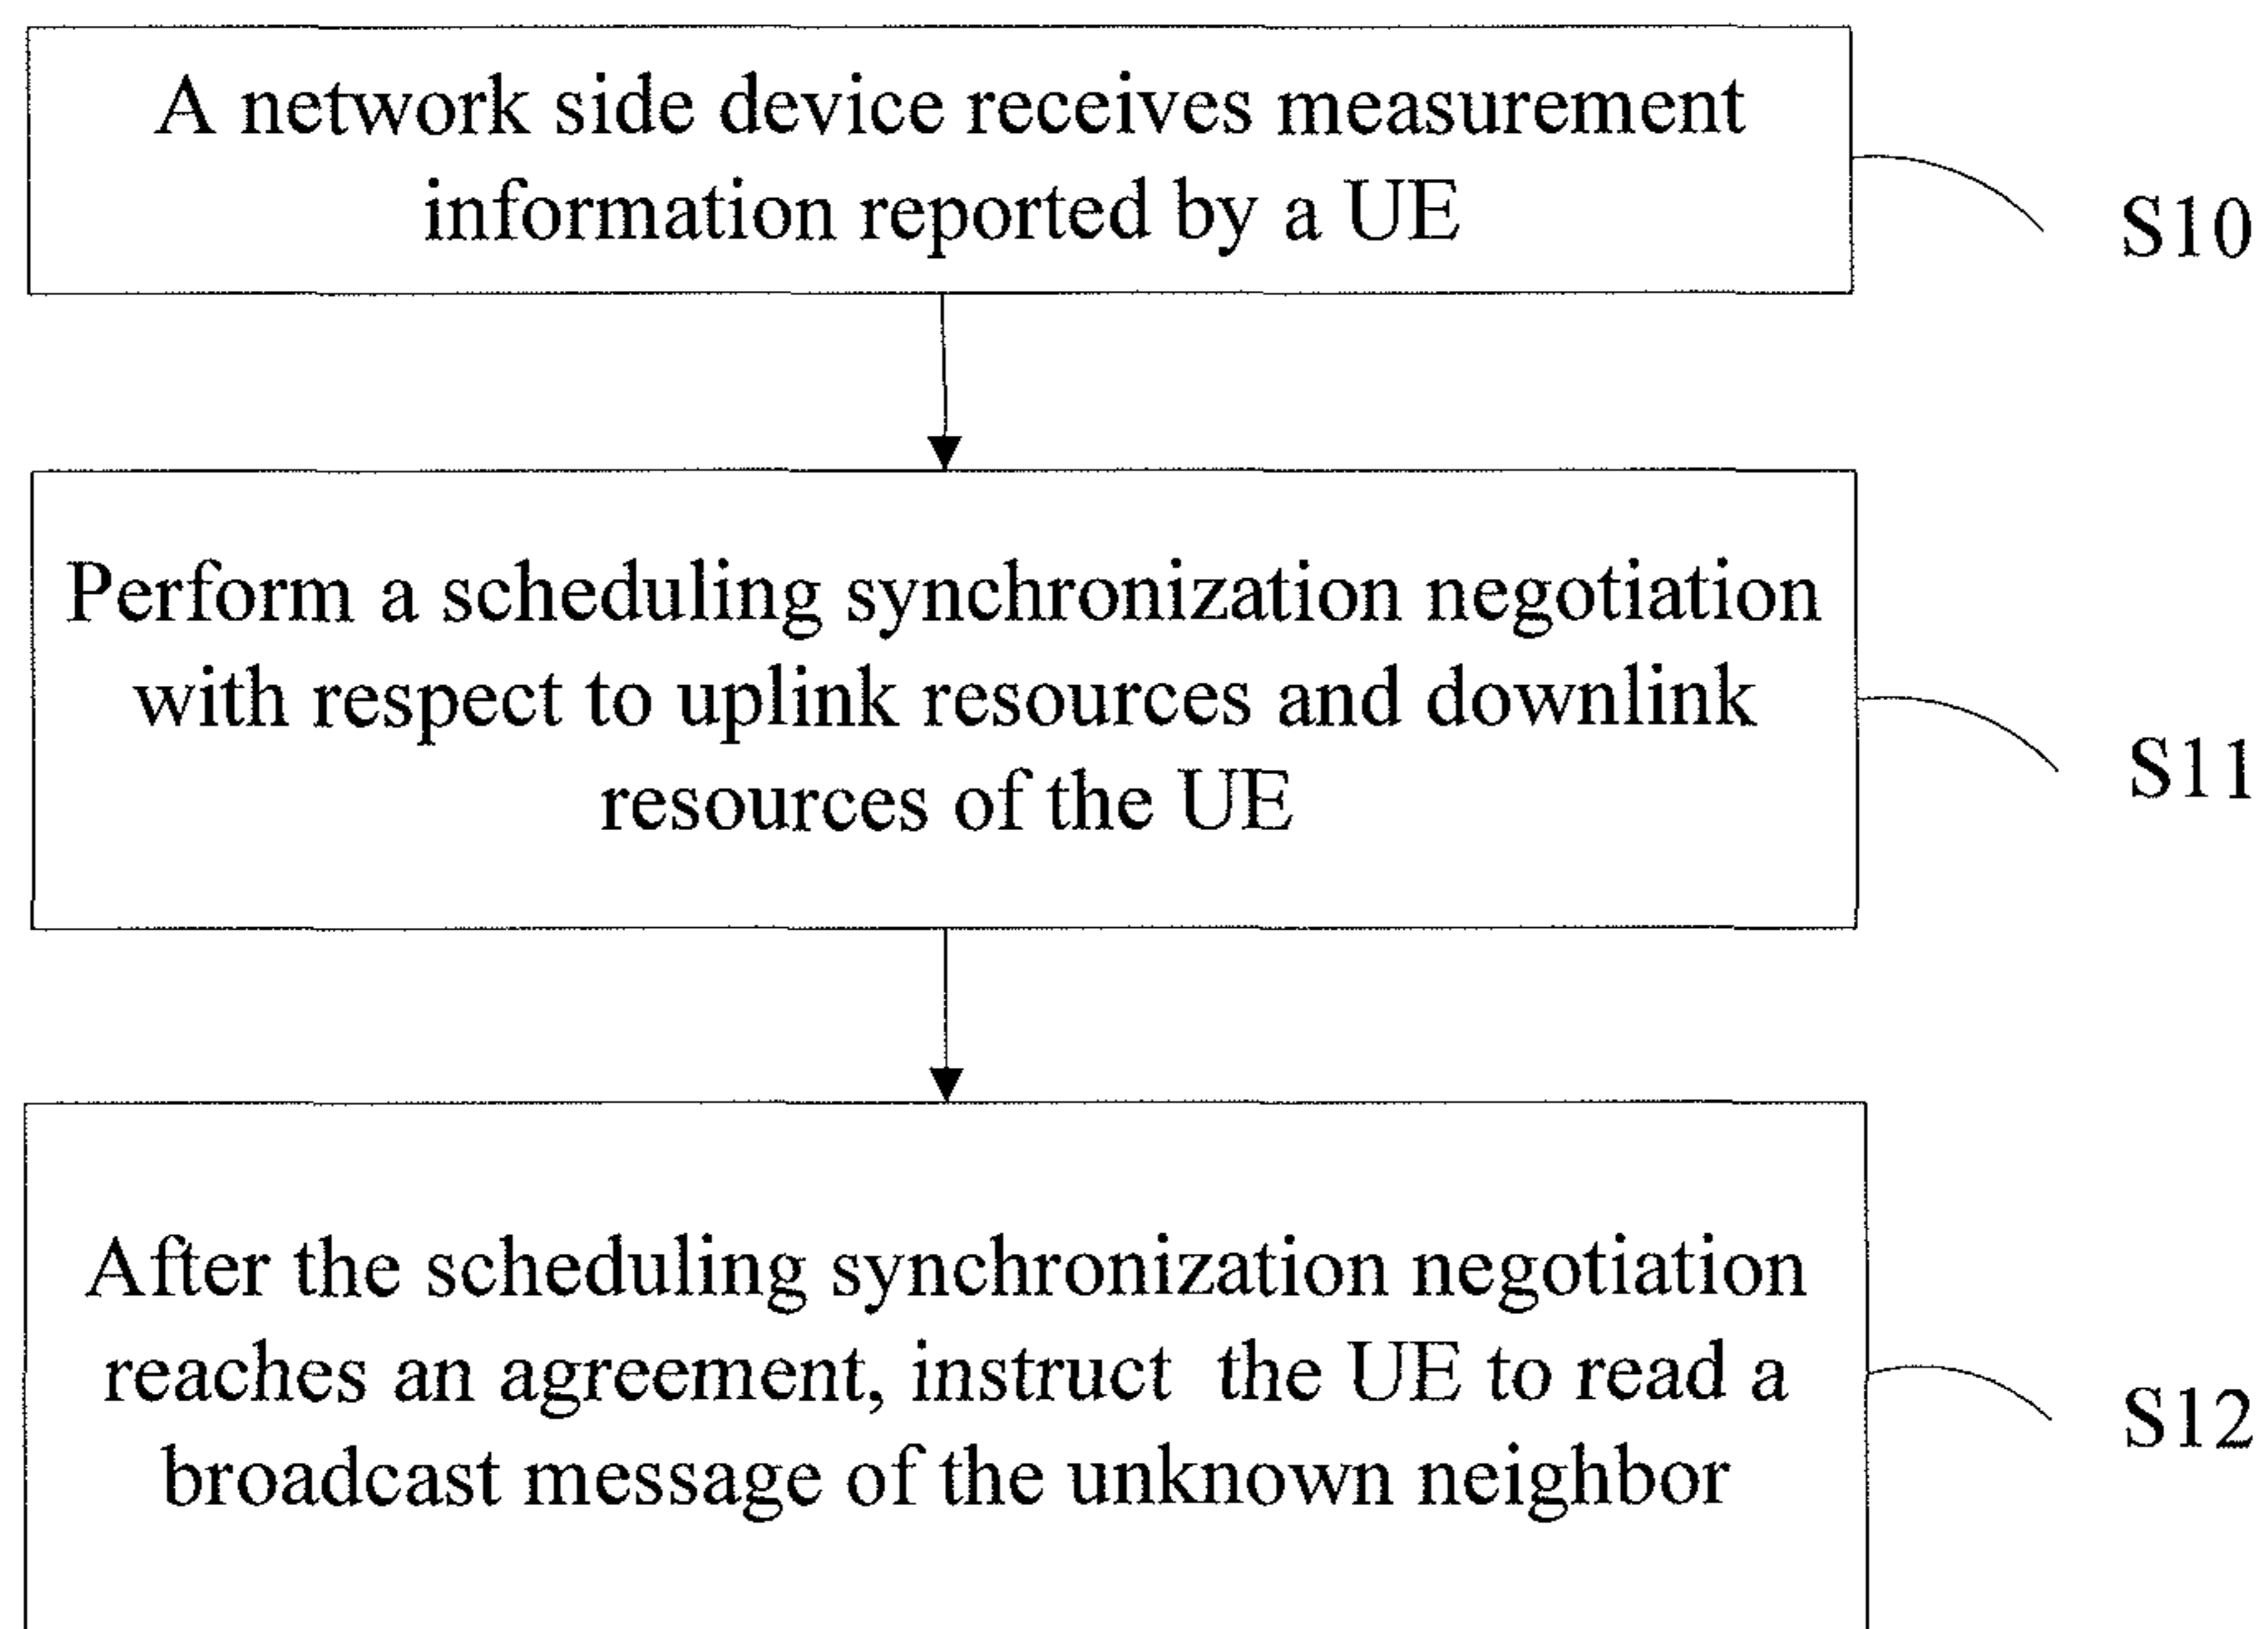 A network side device receives measurement
information reported by a UE
S10
Perform a scheduling synchronization negotiation
with respect to uplink resources and downlink
resources of the UE
S11
After the scheduling synchronization negotiation
reaches an agreement, instruct the UE to read a
broadcast message of the unknown neighbor
S12